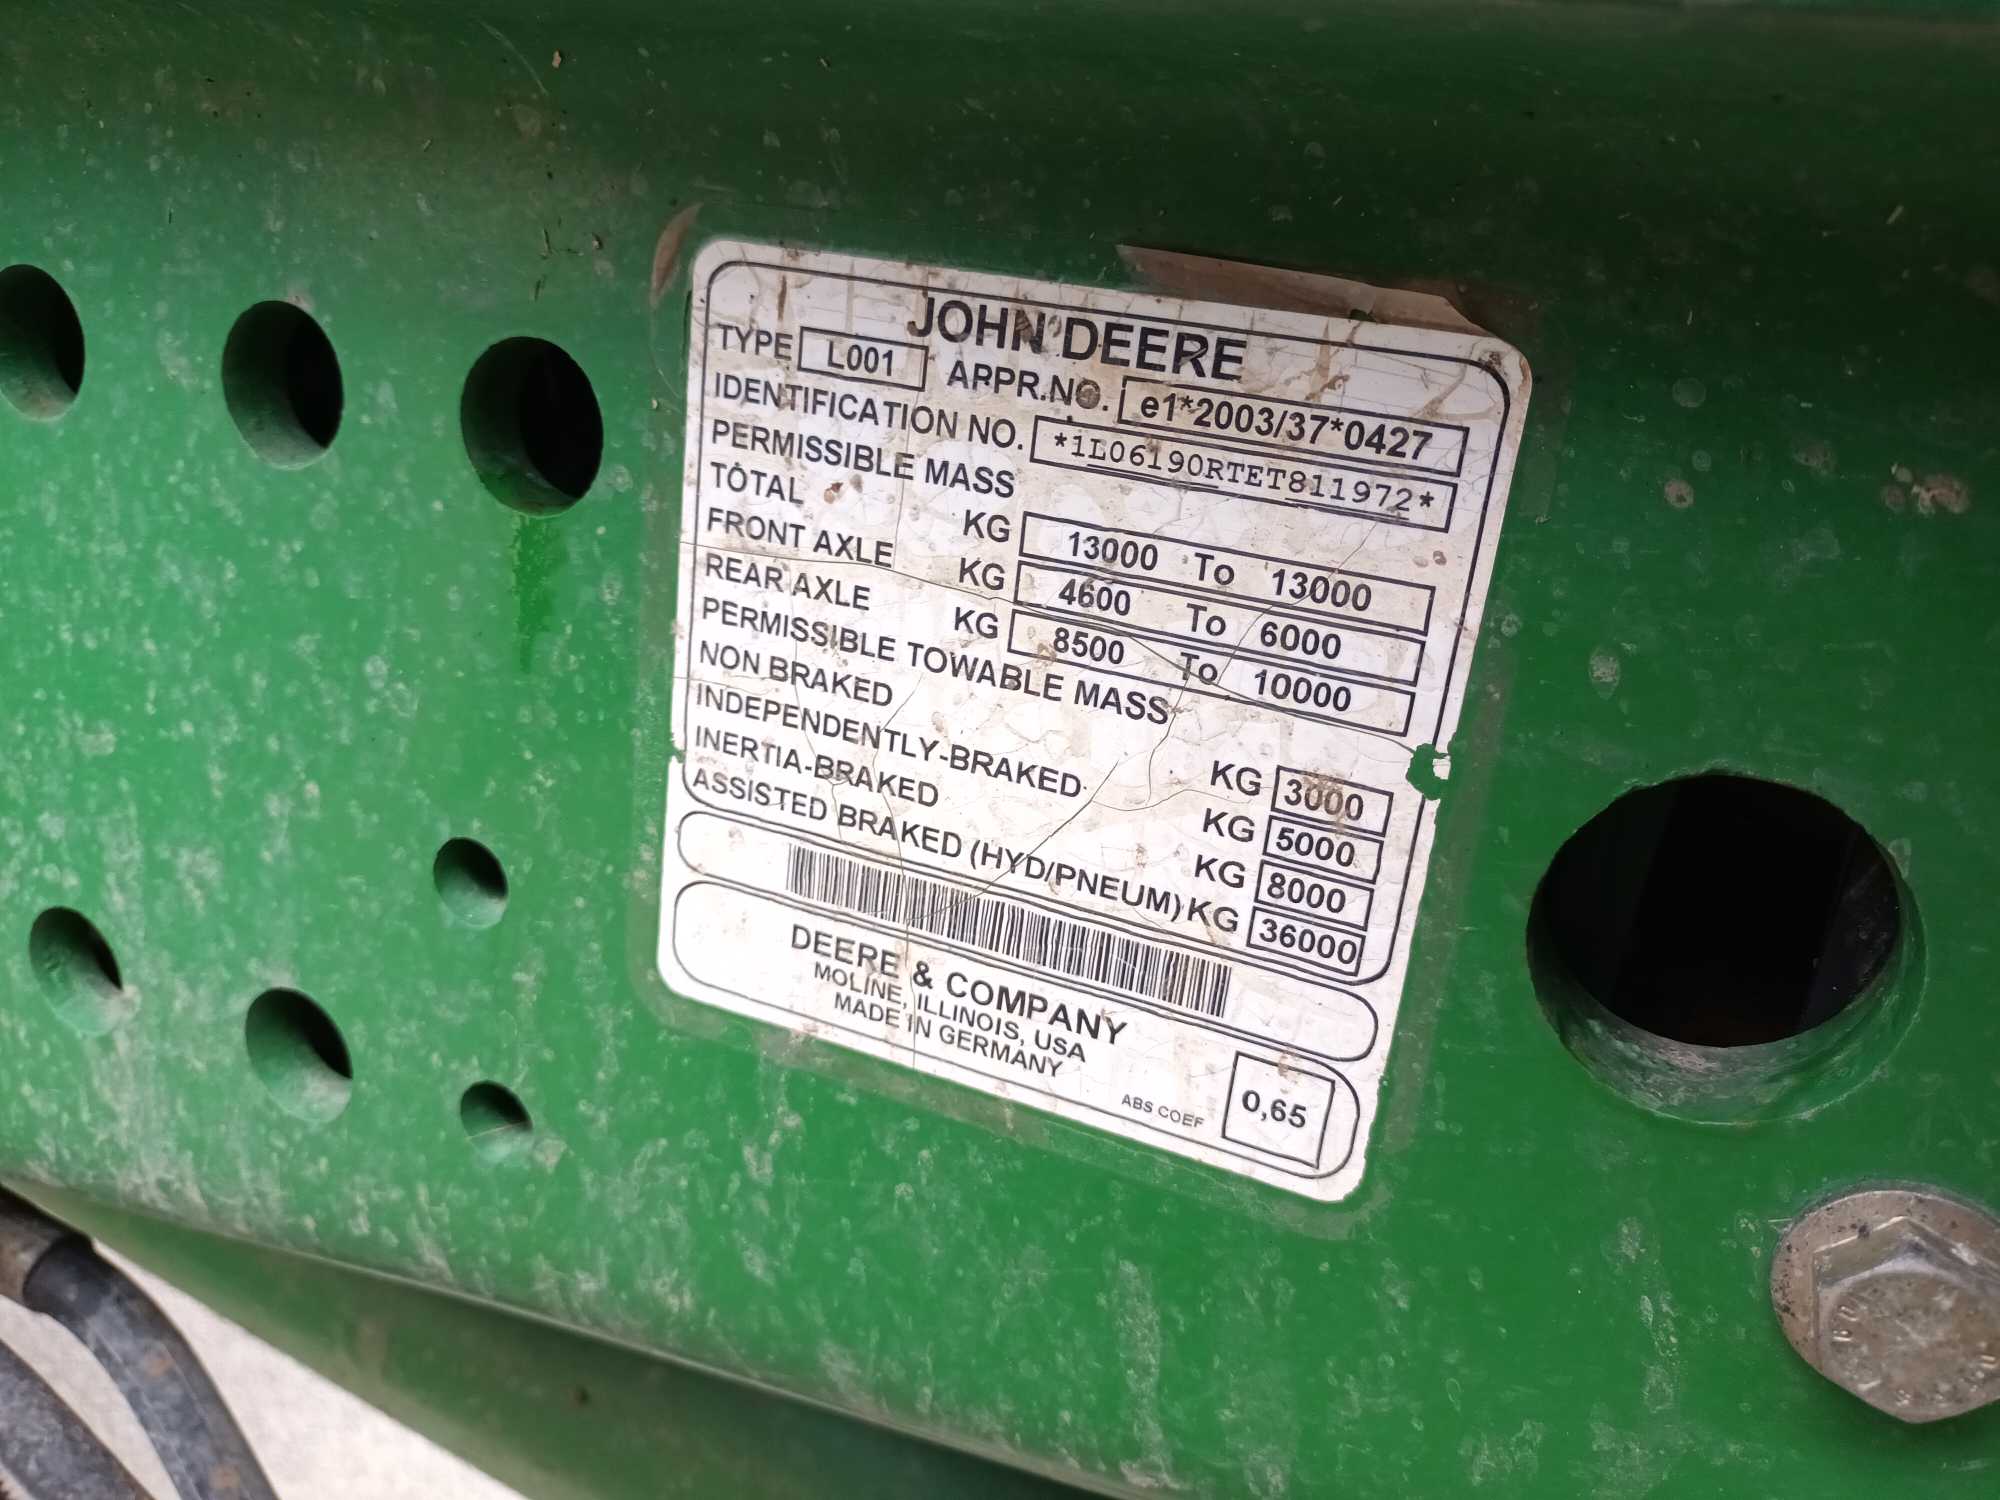 JOHN DEERE
TYPE L001 APPR.NO. e1*2003/37*0427
IDENTIFICATION NO. *1L06190RTET811972*
PERMISSIBLE MASS
TOTAL KG 13000 To 13000
FRONT AXLE KG 4600 To 6000
REAR AXLE KG 8500 To 10000
PERMISSIBLE TOWABLE MASS
NON BRAKED KG 3000
INDEPENDENTLY-BRAKED KG 5000
INERTIA-BRAKED KG 8000
ASSISTED BRAKED (HYD/PNEUM) KG 36000
DEERE & COMPANY
MOLINE, ILLINOIS, USA
MADE IN GERMANY
ABS COEF 0,65